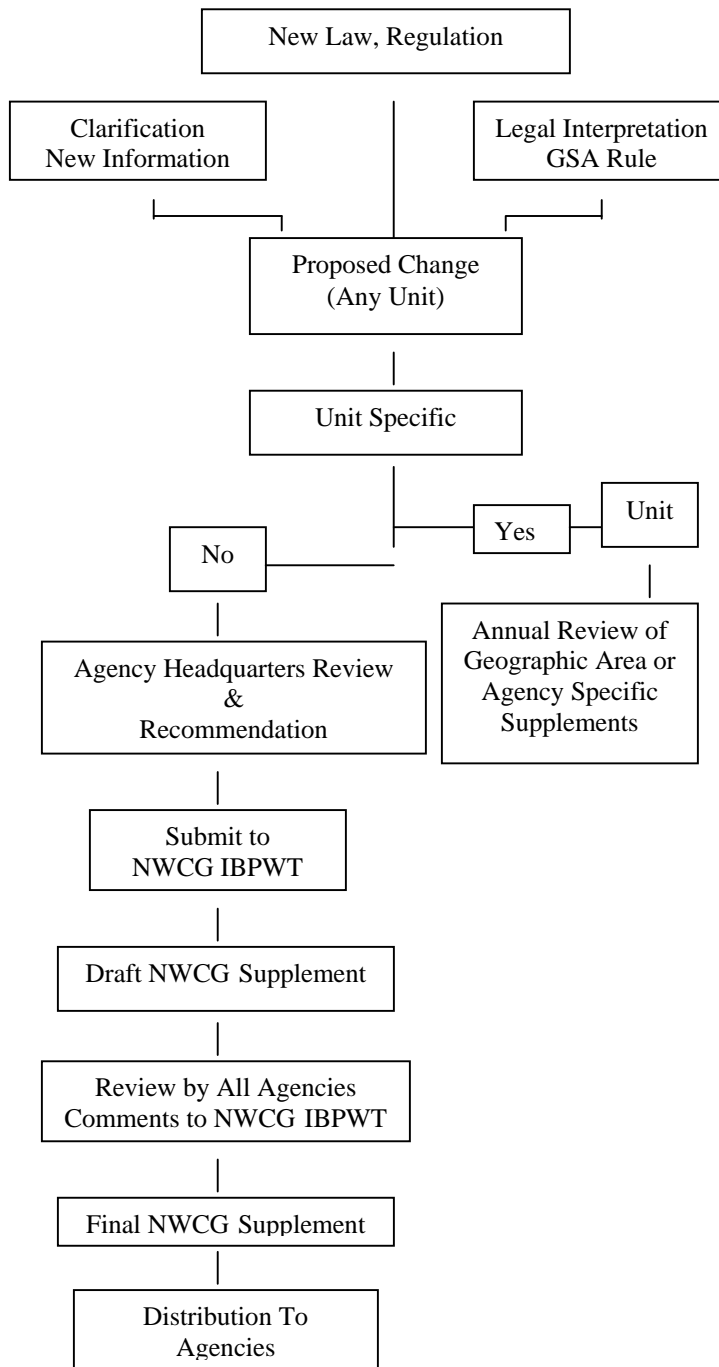 New Law, Regulation
Clarification
New Information
Legal Interpretation
GSA Rule
Proposed Change
(Any Unit)
Unit Specific
Yes
Unit
No
Annual Review of
Geographic Area or
Agency Specific
Supplements
Agency Headquarters Review
&
Recommendation
Submit to
NWCG IBPWT
Draft NWCG Supplement
Review by All Agencies
Comments to NWCG IBPWT
Final NWCG Supplement
Distribution To
Agencies